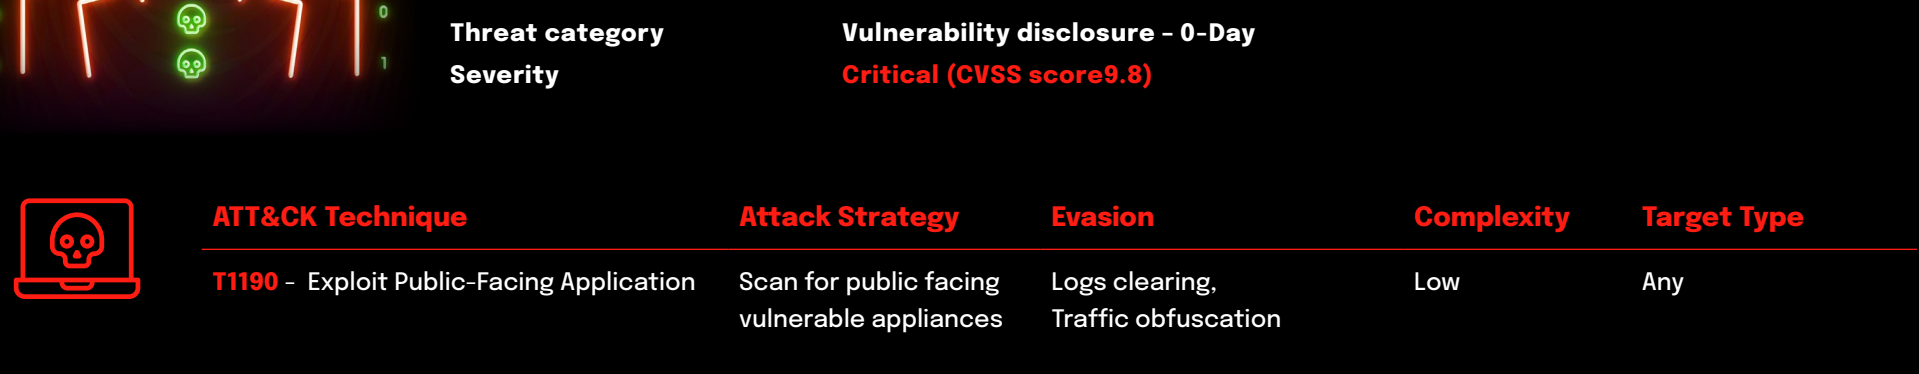 0
1
Threat category Vulnerability disclosure – 0-Day
Severity Critical (CVSS score9.8)
ATT&CK Technique Attack Strategy Evasion Complexity Target Type
T1190 - Exploit Public-Facing Application Scan for public facing Logs clearing, Low Any
vulnerable appliances Traffic obfuscation